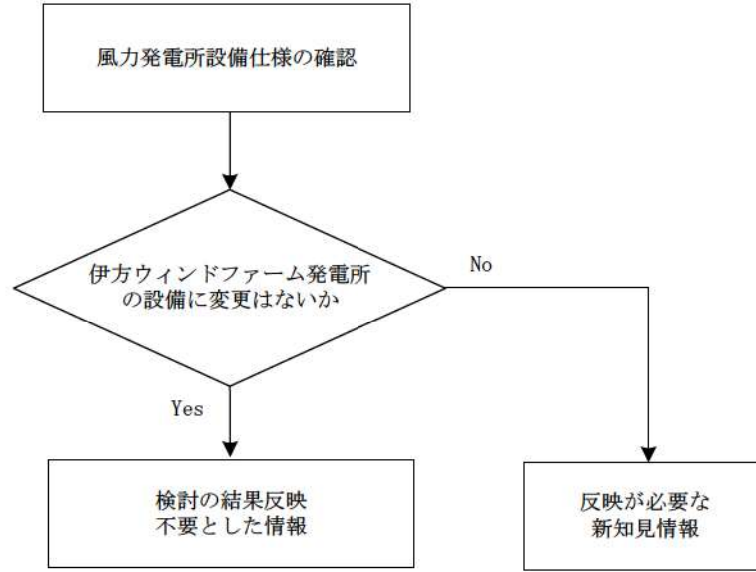 風力発電所設備仕様の確認
伊方ウィンドファーム発電所
の設備に変更はないか
No
Yes
検討の結果反映
不要とした情報
反映が必要な
新知見情報